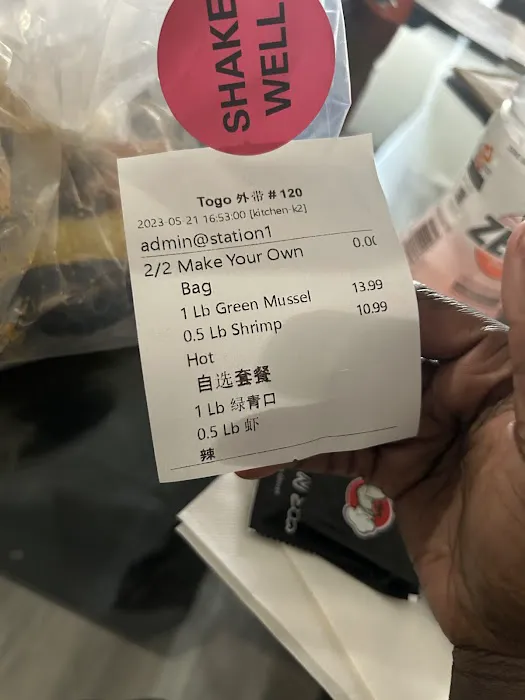 SHAKE
WELL
Togo 外带 #120
2023-05-21 16:53:00 [kitchen-k2]
admin@station1
2/2 Make Your Own 0.00
Bag
1 Lb Green Mussel 13.99
0.5 Lb Shrimp 10.99
Hot
自选套餐
1 Lb 绿青口
0.5 Lb 虾
辣